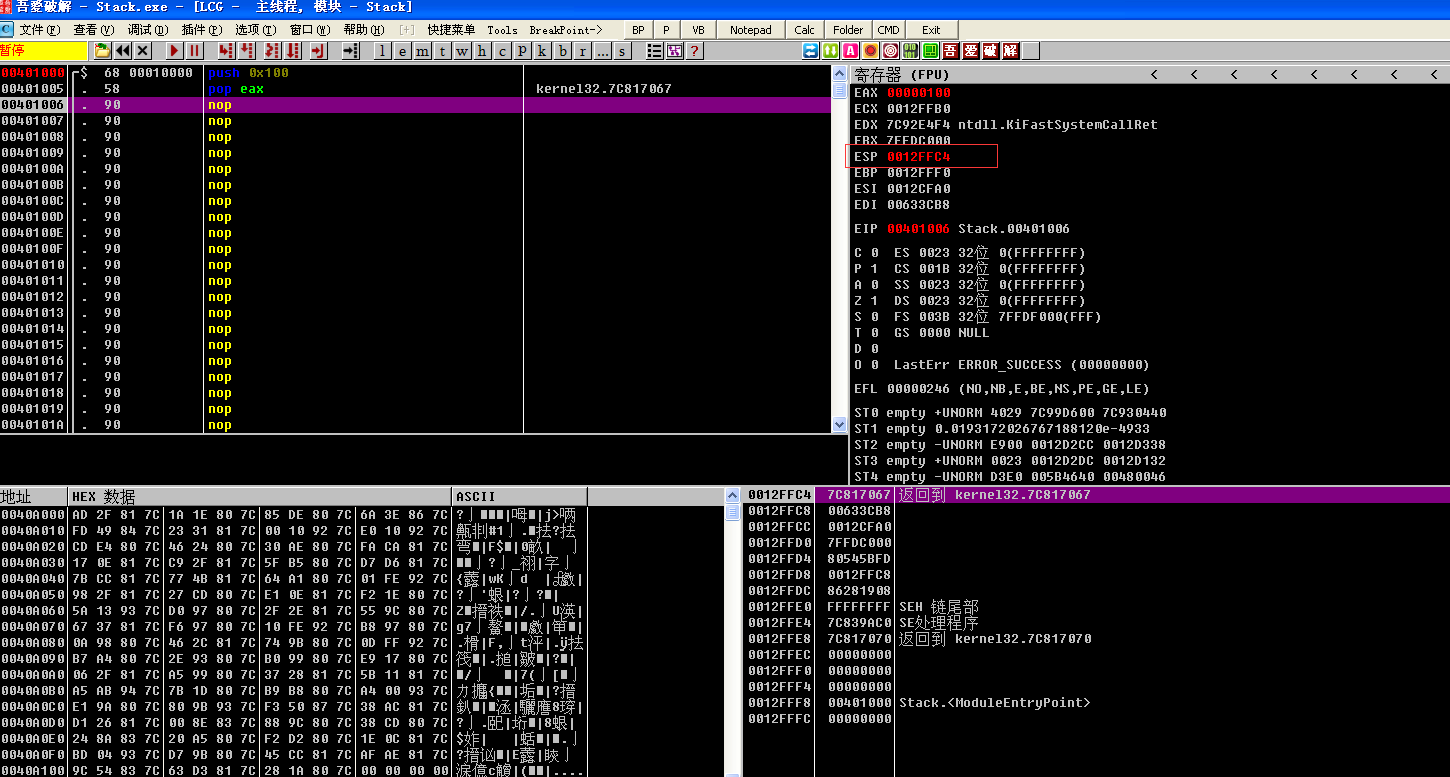 吾爱破解 - Stack.exe - [LCG - 主线程, 模块 - Stack]
C 文件(F) 查看(V) 调试(D) 插件(P) 选项(T) 窗口(W) 帮助(H) [+] 快捷菜单 Tools BreakPoint-> BP P VB Notepad Calc Folder CMD Exit
暂停 l e m t w h c p k b r ... s ? 吾 爱 破 解
00401000 $ 68 00010000 push 0x100
00401005 . 58 pop eax kernel32.7C817067
00401006 . 90 nop
00401007 . 90 nop
00401008 . 90 nop
00401009 . 90 nop
0040100A . 90 nop
0040100B . 90 nop
0040100C . 90 nop
0040100D . 90 nop
0040100E . 90 nop
0040100F . 90 nop
00401010 . 90 nop
00401011 . 90 nop
00401012 . 90 nop
00401013 . 90 nop
00401014 . 90 nop
00401015 . 90 nop
00401016 . 90 nop
00401017 . 90 nop
00401018 . 90 nop
00401019 . 90 nop
0040101A . 90 nop
寄存器 (FPU) < < < < < < < <
EAX 00000100
ECX 0012FFB0
EDX 7C92E4F4 ntdll.KiFastSystemCallRet
EBX 7FFDC000
ESP 0012FFC4
EBP 0012FFF0
ESI 0012CFA0
EDI 00633CB8
EIP 00401006 Stack.00401006
C 0 ES 0023 32位 0(FFFFFFFF)
P 1 CS 001B 32位 0(FFFFFFFF)
A 0 SS 0023 32位 0(FFFFFFFF)
Z 1 DS 0023 32位 0(FFFFFFFF)
S 0 FS 003B 32位 7FFDF000(FFF)
T 0 GS 0000 NULL
D 0
O 0 LastErr ERROR_SUCCESS (00000000)
EFL 00000246 (NO,NB,E,BE,NS,PE,GE,LE)
ST0 empty +UNORM 4029 7C99D600 7C930440
ST1 empty 0.0193172026767188120e-4933
ST2 empty -UNORM E900 0012D2CC 0012D338
ST3 empty +UNORM 0023 0012D2DC 0012D132
ST4 empty -UNORM D3E0 005B4640 00480046
地址 HEX 数据 ASCII
0040A000 AD 2F 81 7C 1A 1E 80 7C 85 DE 80 7C 6A 3E 86 7C
0040A010 FD 49 84 7C 23 31 81 7C 00 10 92 7C E0 10 92 7C
0040A020 CD E4 80 7C 46 24 80 7C 30 AE 80 7C FA CA 81 7C
0040A030 17 0E 81 7C C9 2F 81 7C 5F B5 80 7C D7 D6 81 7C
0040A040 7B CC 81 7C 77 4B 81 7C 64 A1 80 7C 01 FE 92 7C
0040A050 98 2F 81 7C 27 CD 80 7C E1 0E 81 7C F2 1E 80 7C
0040A060 5A 13 93 7C D0 97 80 7C 2F 2E 81 7C 55 9C 80 7C
0040A070 67 37 81 7C F6 97 80 7C 10 FE 92 7C B8 97 80 7C
0040A080 0A 98 80 7C 46 2C 81 7C 74 9B 80 7C 0D FF 92 7C
0040A090 B7 A4 80 7C 2E 93 80 7C B0 99 80 7C E9 17 80 7C
0040A0A0 06 2F 81 7C A5 99 80 7C 37 28 81 7C 5B 11 81 7C
0040A0B0 A5 AB 94 7C 7B 1D 80 7C B9 B8 80 7C A4 00 93 7C
0040A0C0 E1 9A 80 7C 80 9B 93 7C F3 50 87 7C 38 AC 81 7C
0040A0D0 D1 26 81 7C 00 8E 83 7C 88 9C 80 7C 38 CD 80 7C
0040A0E0 24 8A 83 7C 20 A5 80 7C F2 D2 80 7C 1E 0C 81 7C
0040A0F0 BD 04 93 7C D7 9B 80 7C 45 CC 81 7C AF AE 81 7C
0040A100 9C 54 83 7C 63 D3 81 7C 28 1A 80 7C 00 00 00 00
0012FFC4 7C817067 返回到 kernel32.7C817067
0012FFC8 00633CB8
0012FFCC 0012CFA0
0012FFD0 7FFDC000
0012FFD4 80545BFD
0012FFD8 0012FFC8
0012FFDC 86281908
0012FFE0 FFFFFFFF SEH 链尾部
0012FFE4 7C839AC0 SE处理程序
0012FFE8 7C817070 返回到 kernel32.7C817070
0012FFEC 00000000
0012FFF0 00000000
0012FFF4 00000000
0012FFF8 00401000 Stack.<ModuleEntryPoint>
0012FFFC 00000000